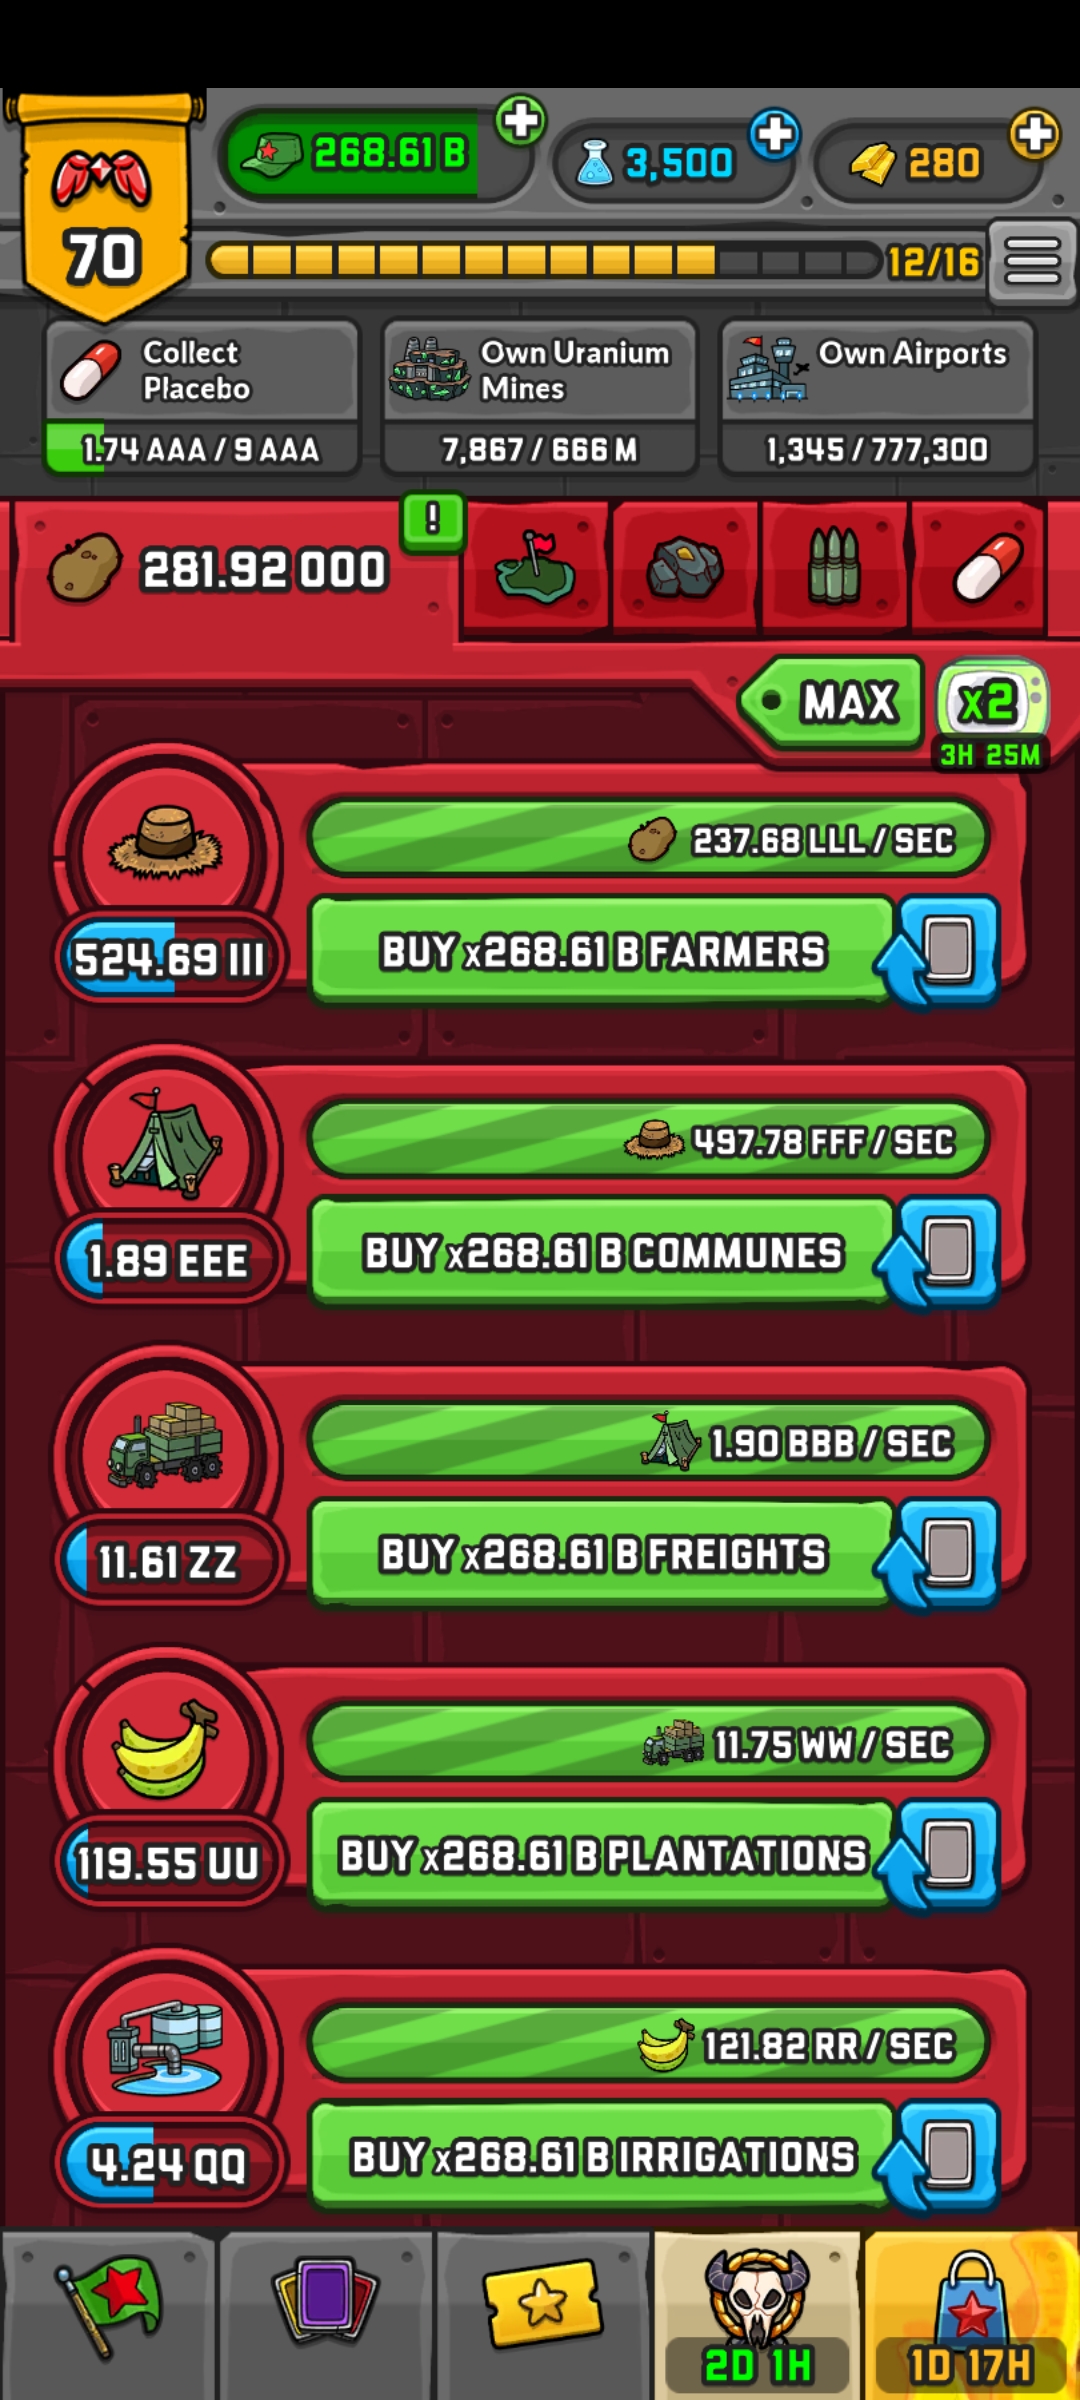 268.61 B
3,500
280
70
12/16
Collect
Placebo
1.74 AAA / 9 AAA
Own Uranium
Mines
7,867 / 666 M
Own Airports
1,345 / 777,300
281.92 OOO
!
MAX
x2
3H 25M
237.68 LLL / SEC
524.69 III
BUY x268.61 B FARMERS
497.78 FFF / SEC
1.89 EEE
BUY x268.61 B COMMUNES
1.90 BBB / SEC
11.61 ZZ
BUY x268.61 B FREIGHTS
11.75 WW / SEC
119.55 UU
BUY x268.61 B PLANTATIONS
121.82 RR / SEC
4.24 QQ
BUY x268.61 B IRRIGATIONS
2D 1H
1D 17H